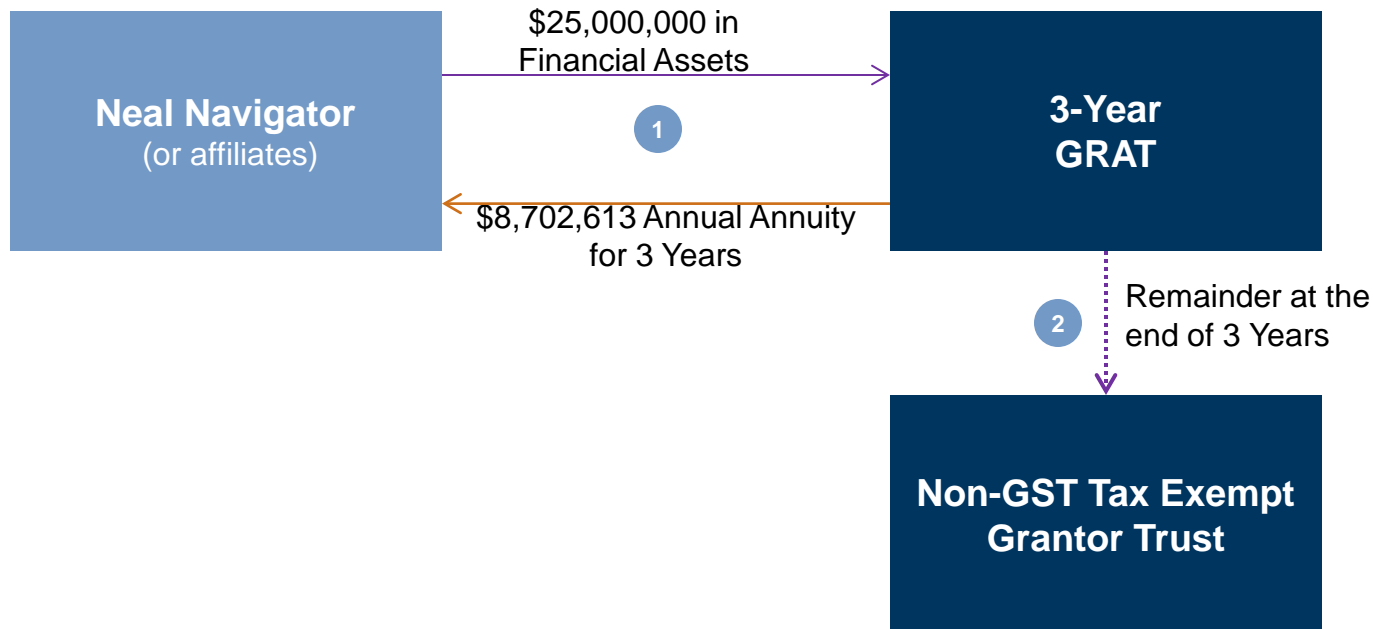 $25,000,000 in
Financial Assets
Neal Navigator
(or affiliates)
1
3-Year
GRAT
$8,702,613 Annual Annuity
for 3 Years
2
Remainder at the
end of 3 Years
Non-GST Tax Exempt
Grantor Trust